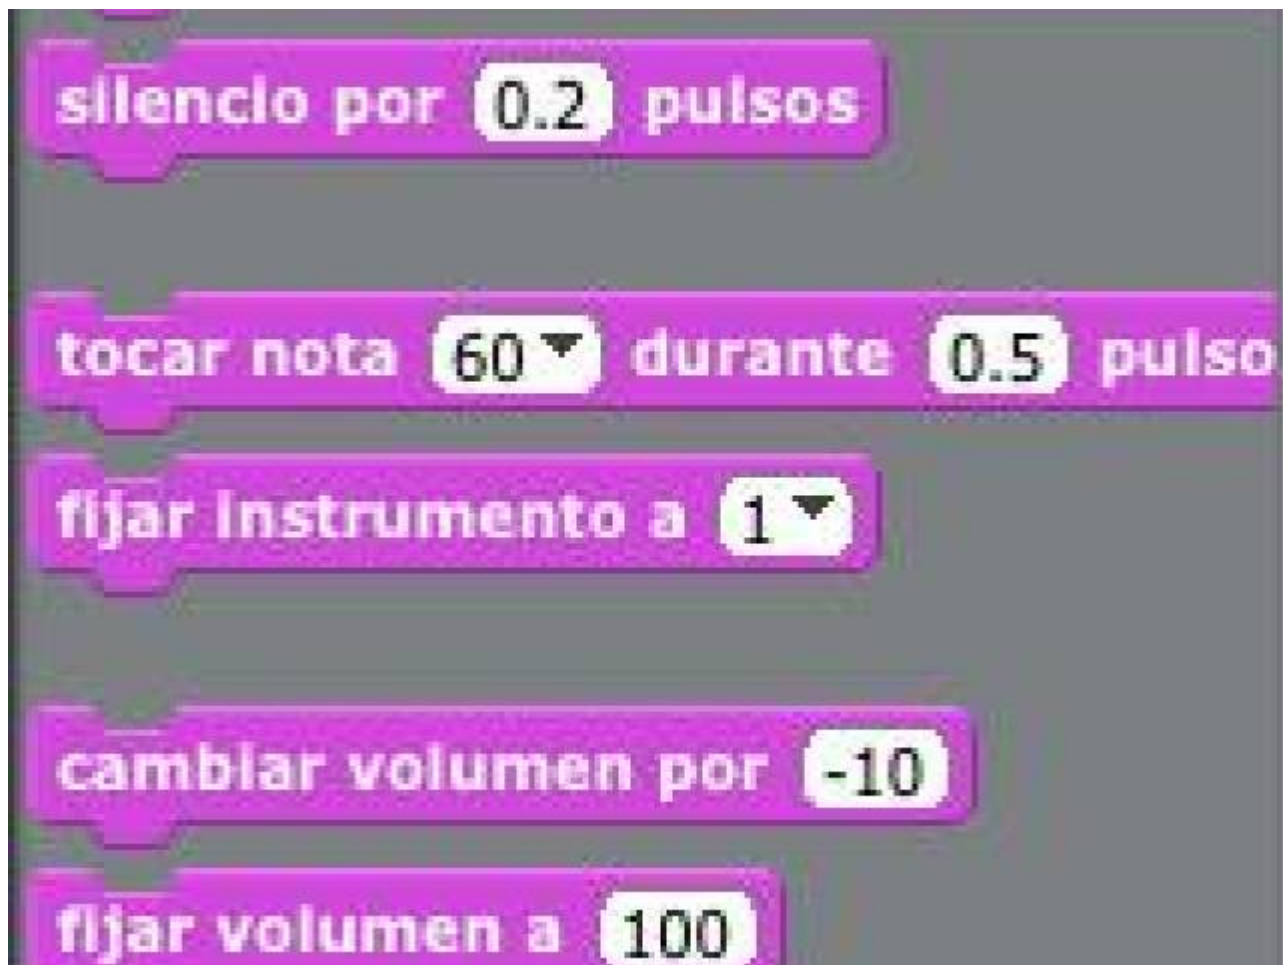 silencio por 0.2 pulsos
tocar nota 60 durante 0.5 pulso
fijar instrumento a 1
cambiar volumen por -10
fijar volumen a 100